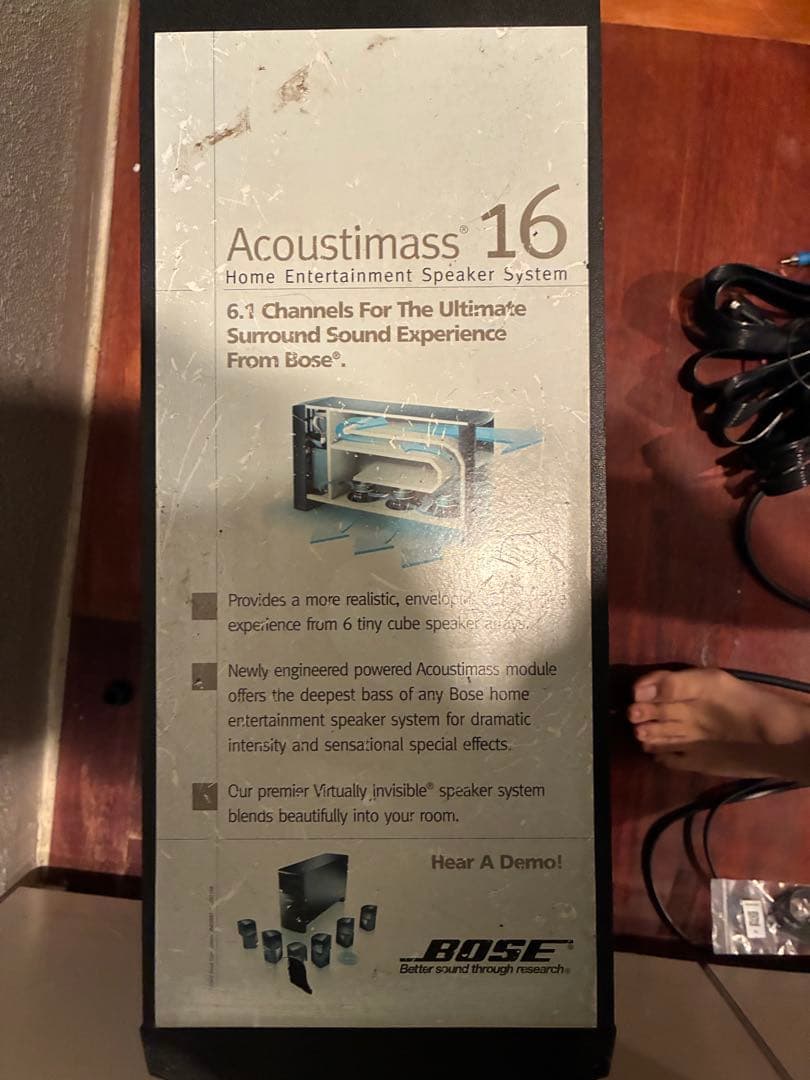 Acoustimass® 16
Home Entertainment Speaker System
6.1 Channels For The Ultimate
Surround Sound Experience
From Bose®.
Provides a more realistic,
experience from 6 tiny cube speaker arrays.
Newly engineered powered Acoustimass module
offers the deepest bass of any Bose home
entertainment speaker system for dramatic
intensity and sensational special effects.
Our premier Virtually invisible® speaker system
blends beautifully into your room.
Hear A Demo!
BOSE®
Better sound through research®